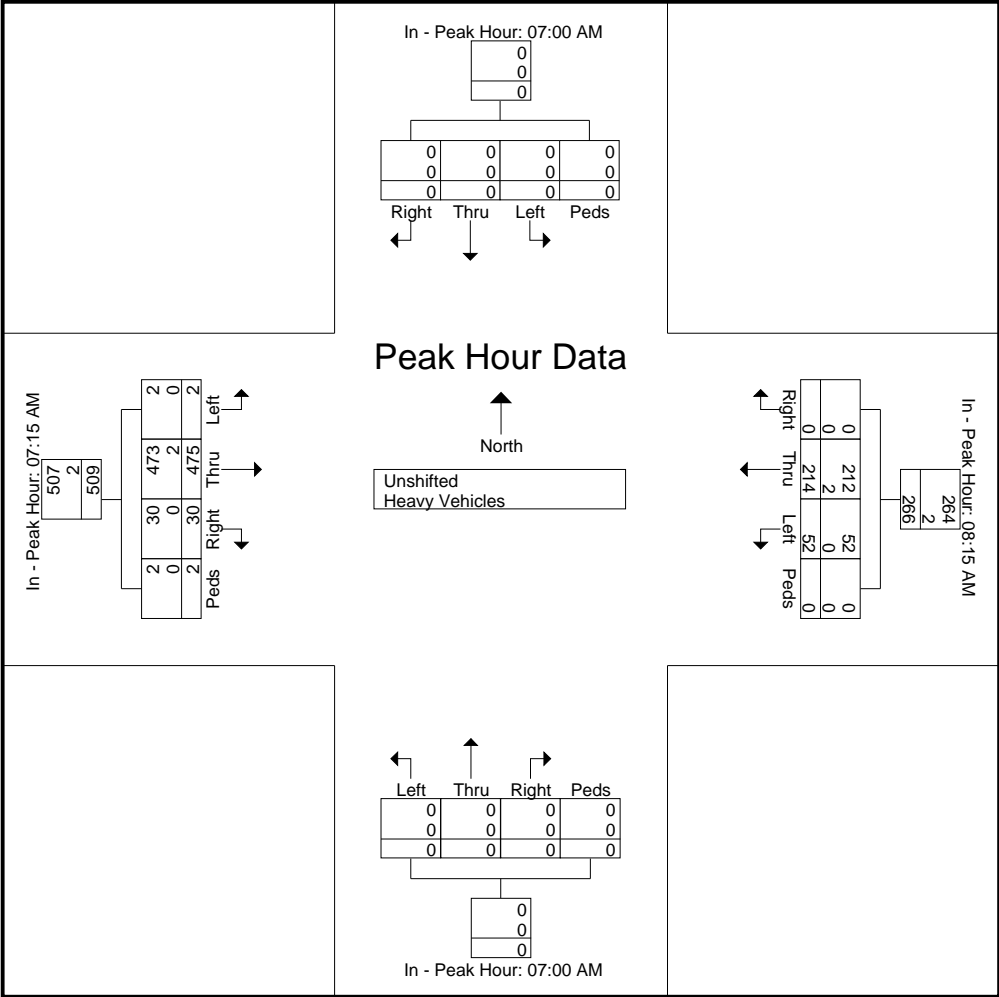 In - Peak Hour: 07:00 AM
0
0
0
0 0 0 0
0 0 0 0
0 0 0 0
Right Thru Left Peds
Peak Hour Data
North
Unshifted
Heavy Vehicles
In - Peak Hour: 07:15 AM
507
2
509
2 473 30 2
0 2 0 0
2 475 30 2
Left Thru Right Peds
In - Peak Hour: 08:15 AM
264
2
266
0 212 52 0
0 2 0 0
0 214 52 0
Right Thru Left Peds
Left Thru Right Peds
0 0 0 0
0 0 0 0
0 0 0 0
0
0
0
In - Peak Hour: 07:00 AM